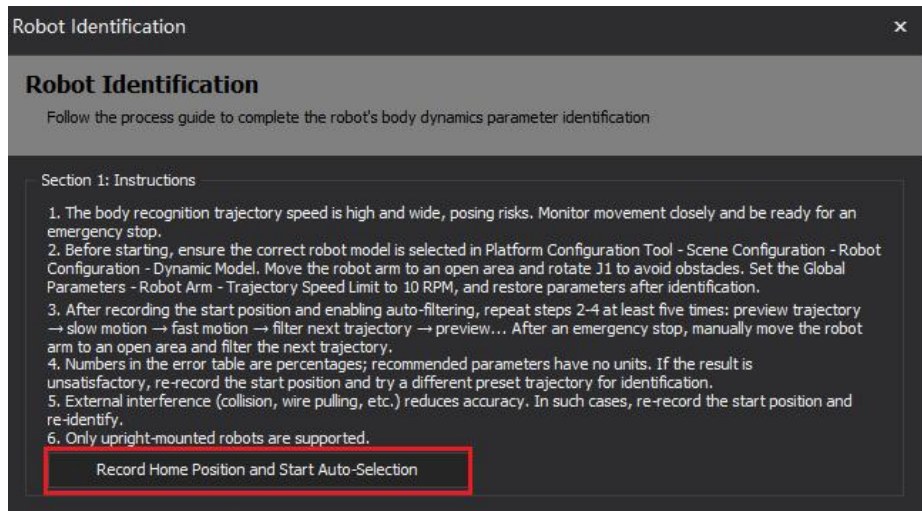 Robot Identification
×
Robot Identification
Follow the process guide to complete the robot's body dynamics parameter identification
Section 1: Instructions
1. The body recognition trajectory speed is high and wide, posing risks. Monitor movement closely and be ready for an
emergency stop.
2. Before starting, ensure the correct robot model is selected in Platform Configuration Tool - Scene Configuration - Robot
Configuration - Dynamic Model. Move the robot arm to an open area and rotate J1 to avoid obstacles. Set the Global
Parameters - Robot Arm - Trajectory Speed Limit to 10 RPM, and restore parameters after identification.
3. After recording the start position and enabling auto-filtering, repeat steps 2-4 at least five times: preview trajectory
→ slow motion → fast motion → filter next trajectory → preview... After an emergency stop, manually move the robot
arm to an open area and filter the next trajectory.
4. Numbers in the error table are percentages; recommended parameters have no units. If the result is
unsatisfactory, re-record the start position and try a different preset trajectory for identification.
5. External interference (collision, wire pulling, etc.) reduces accuracy. In such cases, re-record the start position and
re-identify.
6. Only upright-mounted robots are supported.
Record Home Position and Start Auto-Selection